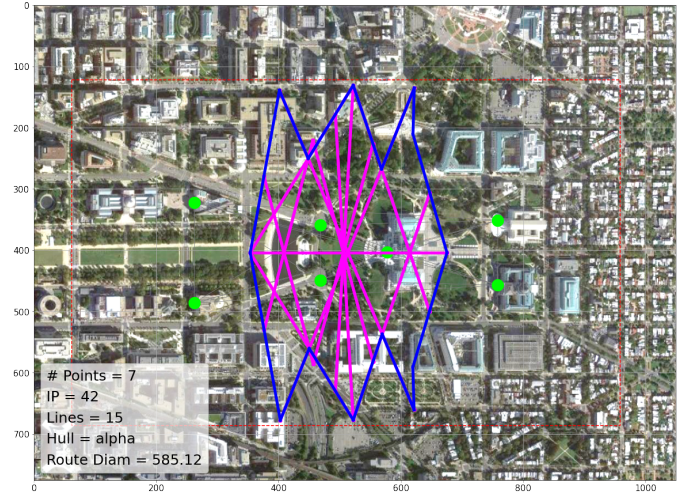 0
100
200
300
400
500
600
700
# Points = 7
IP = 42
Lines = 15
Hull = alpha
Route Diam = 585.12
0 200 400 600 800 1000